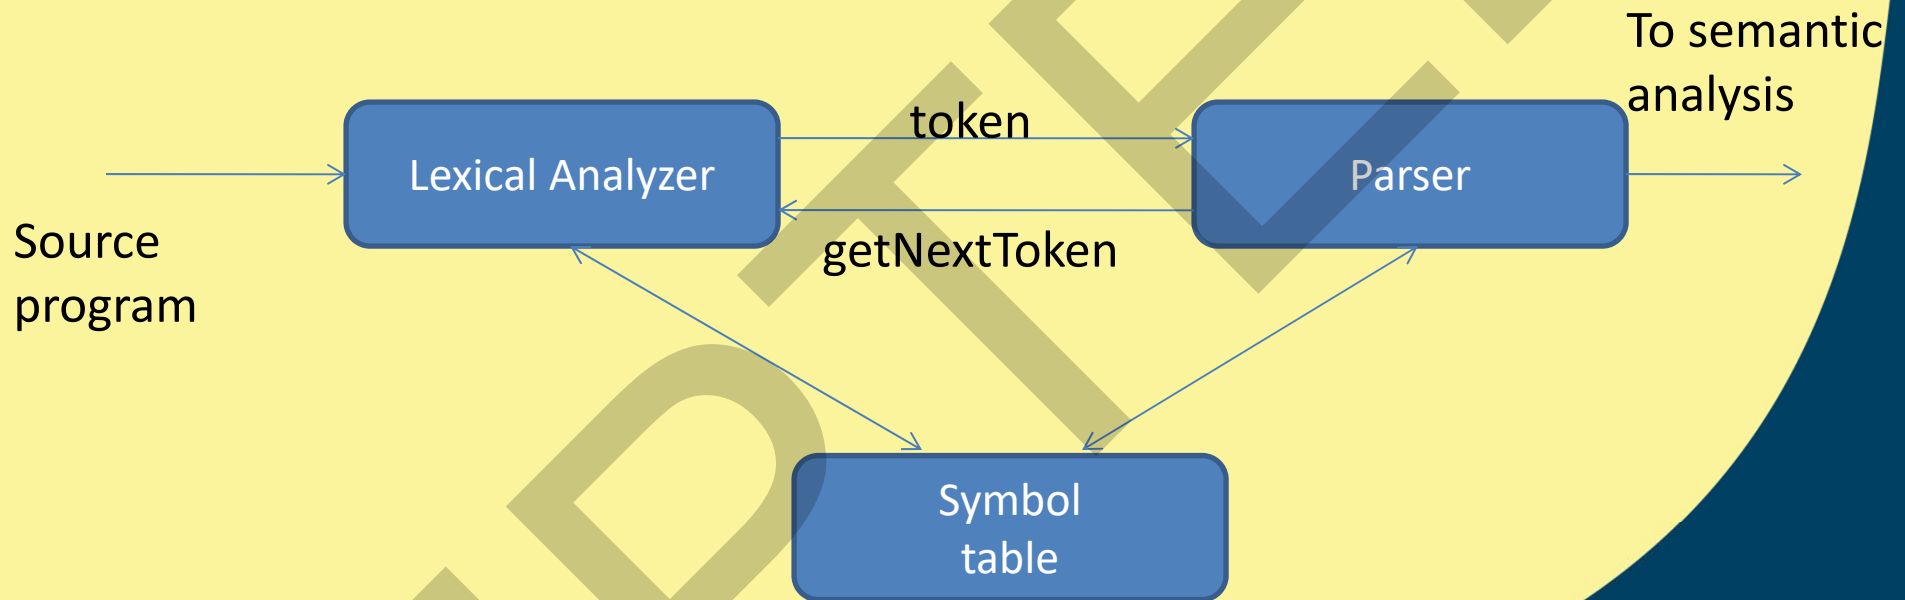 To semantic
analysis
token
Lexical Analyzer
Parser
Source
program
getNextToken
Symbol
table